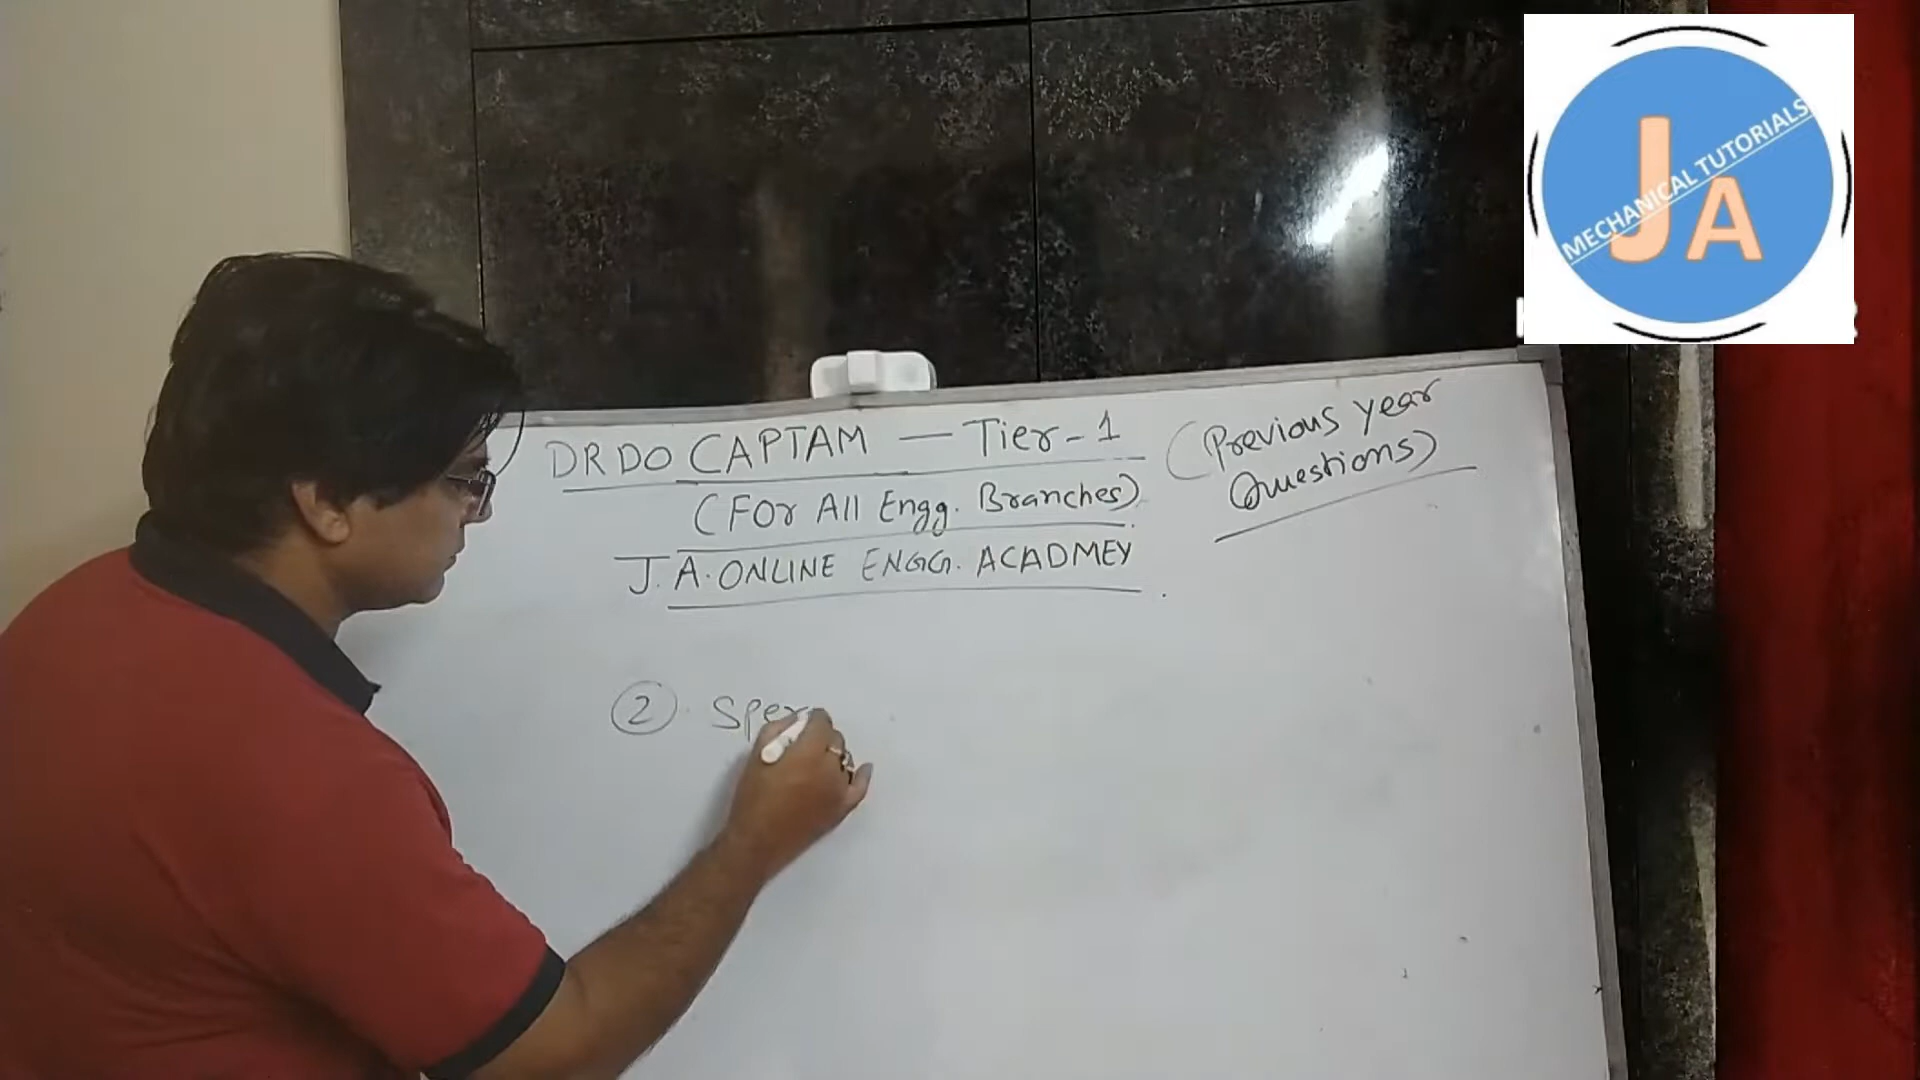 DRDO CAPTAM — Tier-1 (Previous Year
Questions)
(For All Engg. Branches)
J.A. ONLINE ENGG. ACADMEY
② Sper
JA
MECHANICAL TUTORIALS